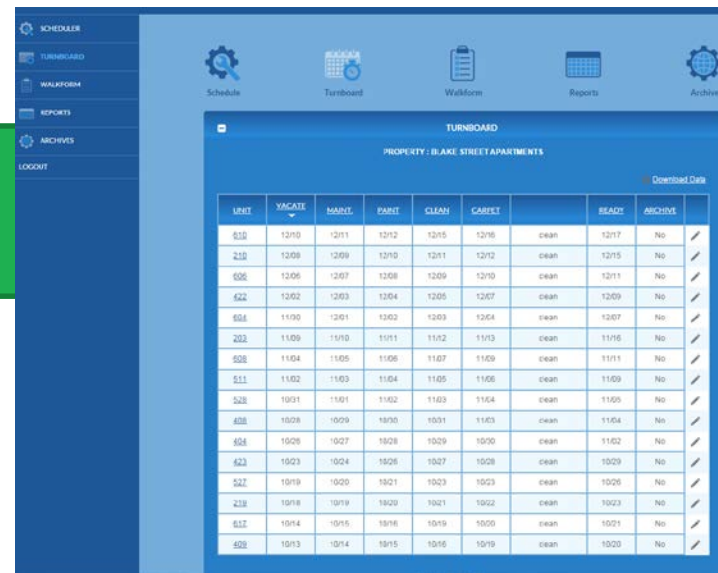 SCHEDULER
TURNBOARD
WALKFORM
REPORTS
ARCHIVES
LOGOUT
Schedule Turnboard Walkform Reports Archive
TURNBOARD
PROPERTY : BLAKE STREET APARTMENTS
Download Data
UNIT VACATE MAINT. PAINT CLEAN CARPET READY ARCHIVE
610 12/10 12/11 12/12 12/15 12/16 clean 12/17 No
210 12/08 12/09 12/10 12/11 12/12 clean 12/15 No
606 12/06 12/07 12/08 12/09 12/10 clean 12/11 No
422 12/02 12/03 12/04 12/05 12/07 clean 12/09 No
604 11/30 12/01 12/02 12/03 12/04 clean 12/07 No
203 11/09 11/10 11/11 11/12 11/13 clean 11/16 No
608 11/04 11/05 11/06 11/07 11/09 clean 11/11 No
511 11/02 11/03 11/04 11/05 11/06 clean 11/09 No
528 10/31 11/01 11/02 11/03 11/04 clean 11/05 No
408 10/28 10/29 10/30 10/31 11/03 clean 11/04 No
404 10/26 10/27 10/28 10/29 10/30 clean 11/02 No
423 10/23 10/24 10/26 10/27 10/28 clean 10/29 No
527 10/19 10/20 10/21 10/23 10/23 clean 10/26 No
219 10/18 10/19 10/20 10/21 10/22 clean 10/23 No
617 10/14 10/15 10/16 10/19 10/20 clean 10/21 No
409 10/13 10/14 10/15 10/16 10/19 clean 10/20 No